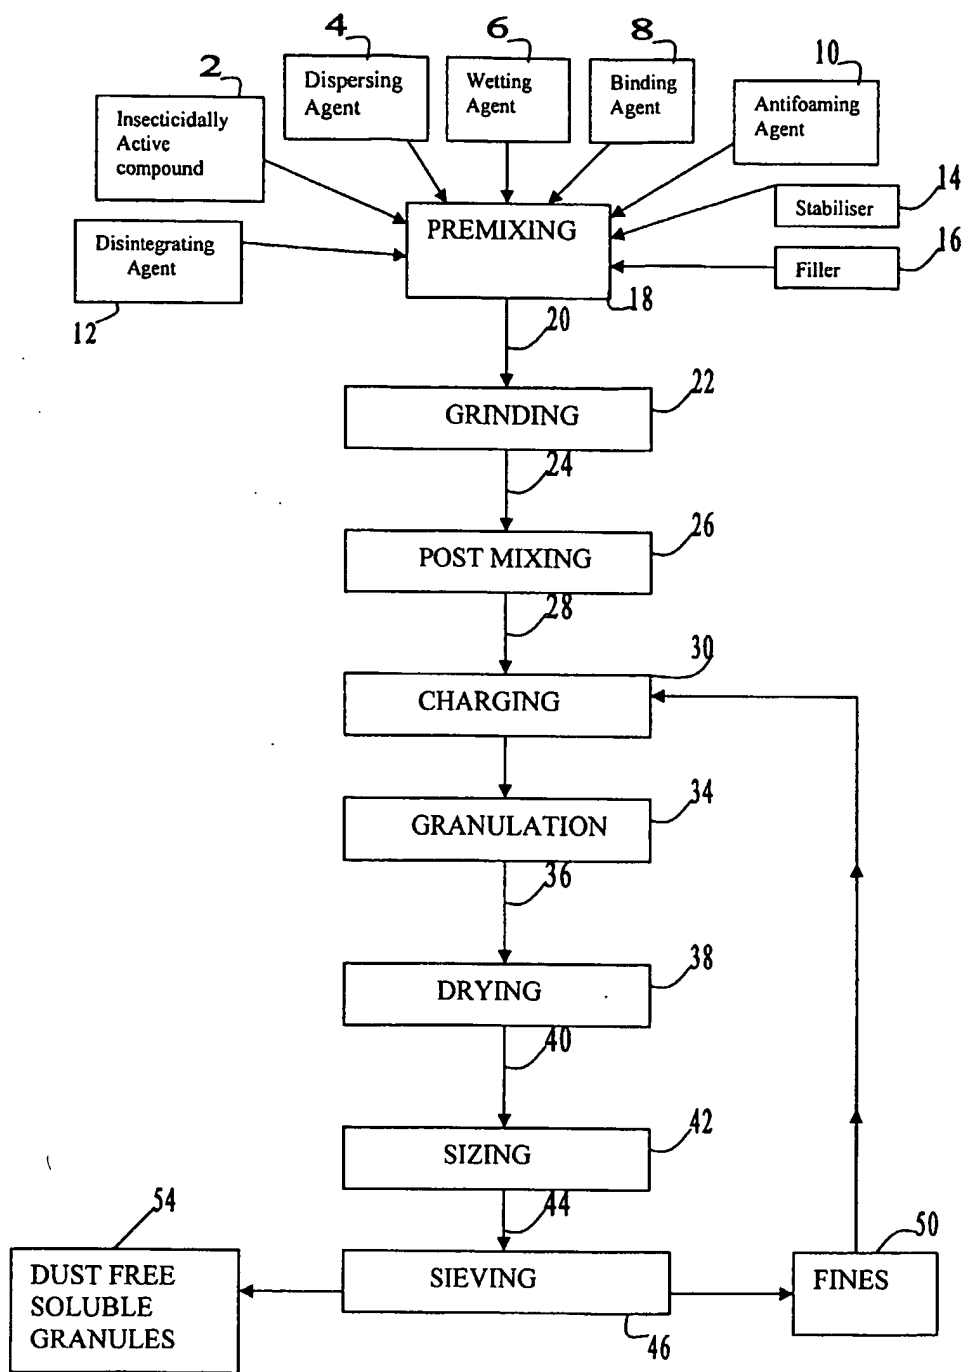 2
4
6
8
10
Insecticidally
Active
compound
Dispersing
Agent
Wetting
Agent
Binding
Agent
Antifoaming
Agent
14
Stabiliser
PREMIXING
Disintegrating
Agent
16
Filler
12
18
20
22
GRINDING
24
26
POST MIXING
28
30
CHARGING
34
GRANULATION
36
38
DRYING
40
42
SIZING
44
54
50
DUST FREE
SOLUBLE
GRANULES
SIEVING
FINES
46